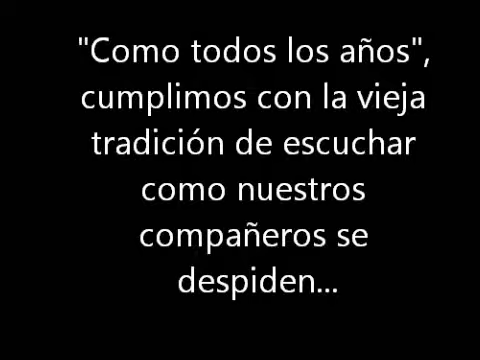 "Como todos los años",
cumplimos con la vieja
tradición de escuchar
como nuestros
compañeros se
despiden...